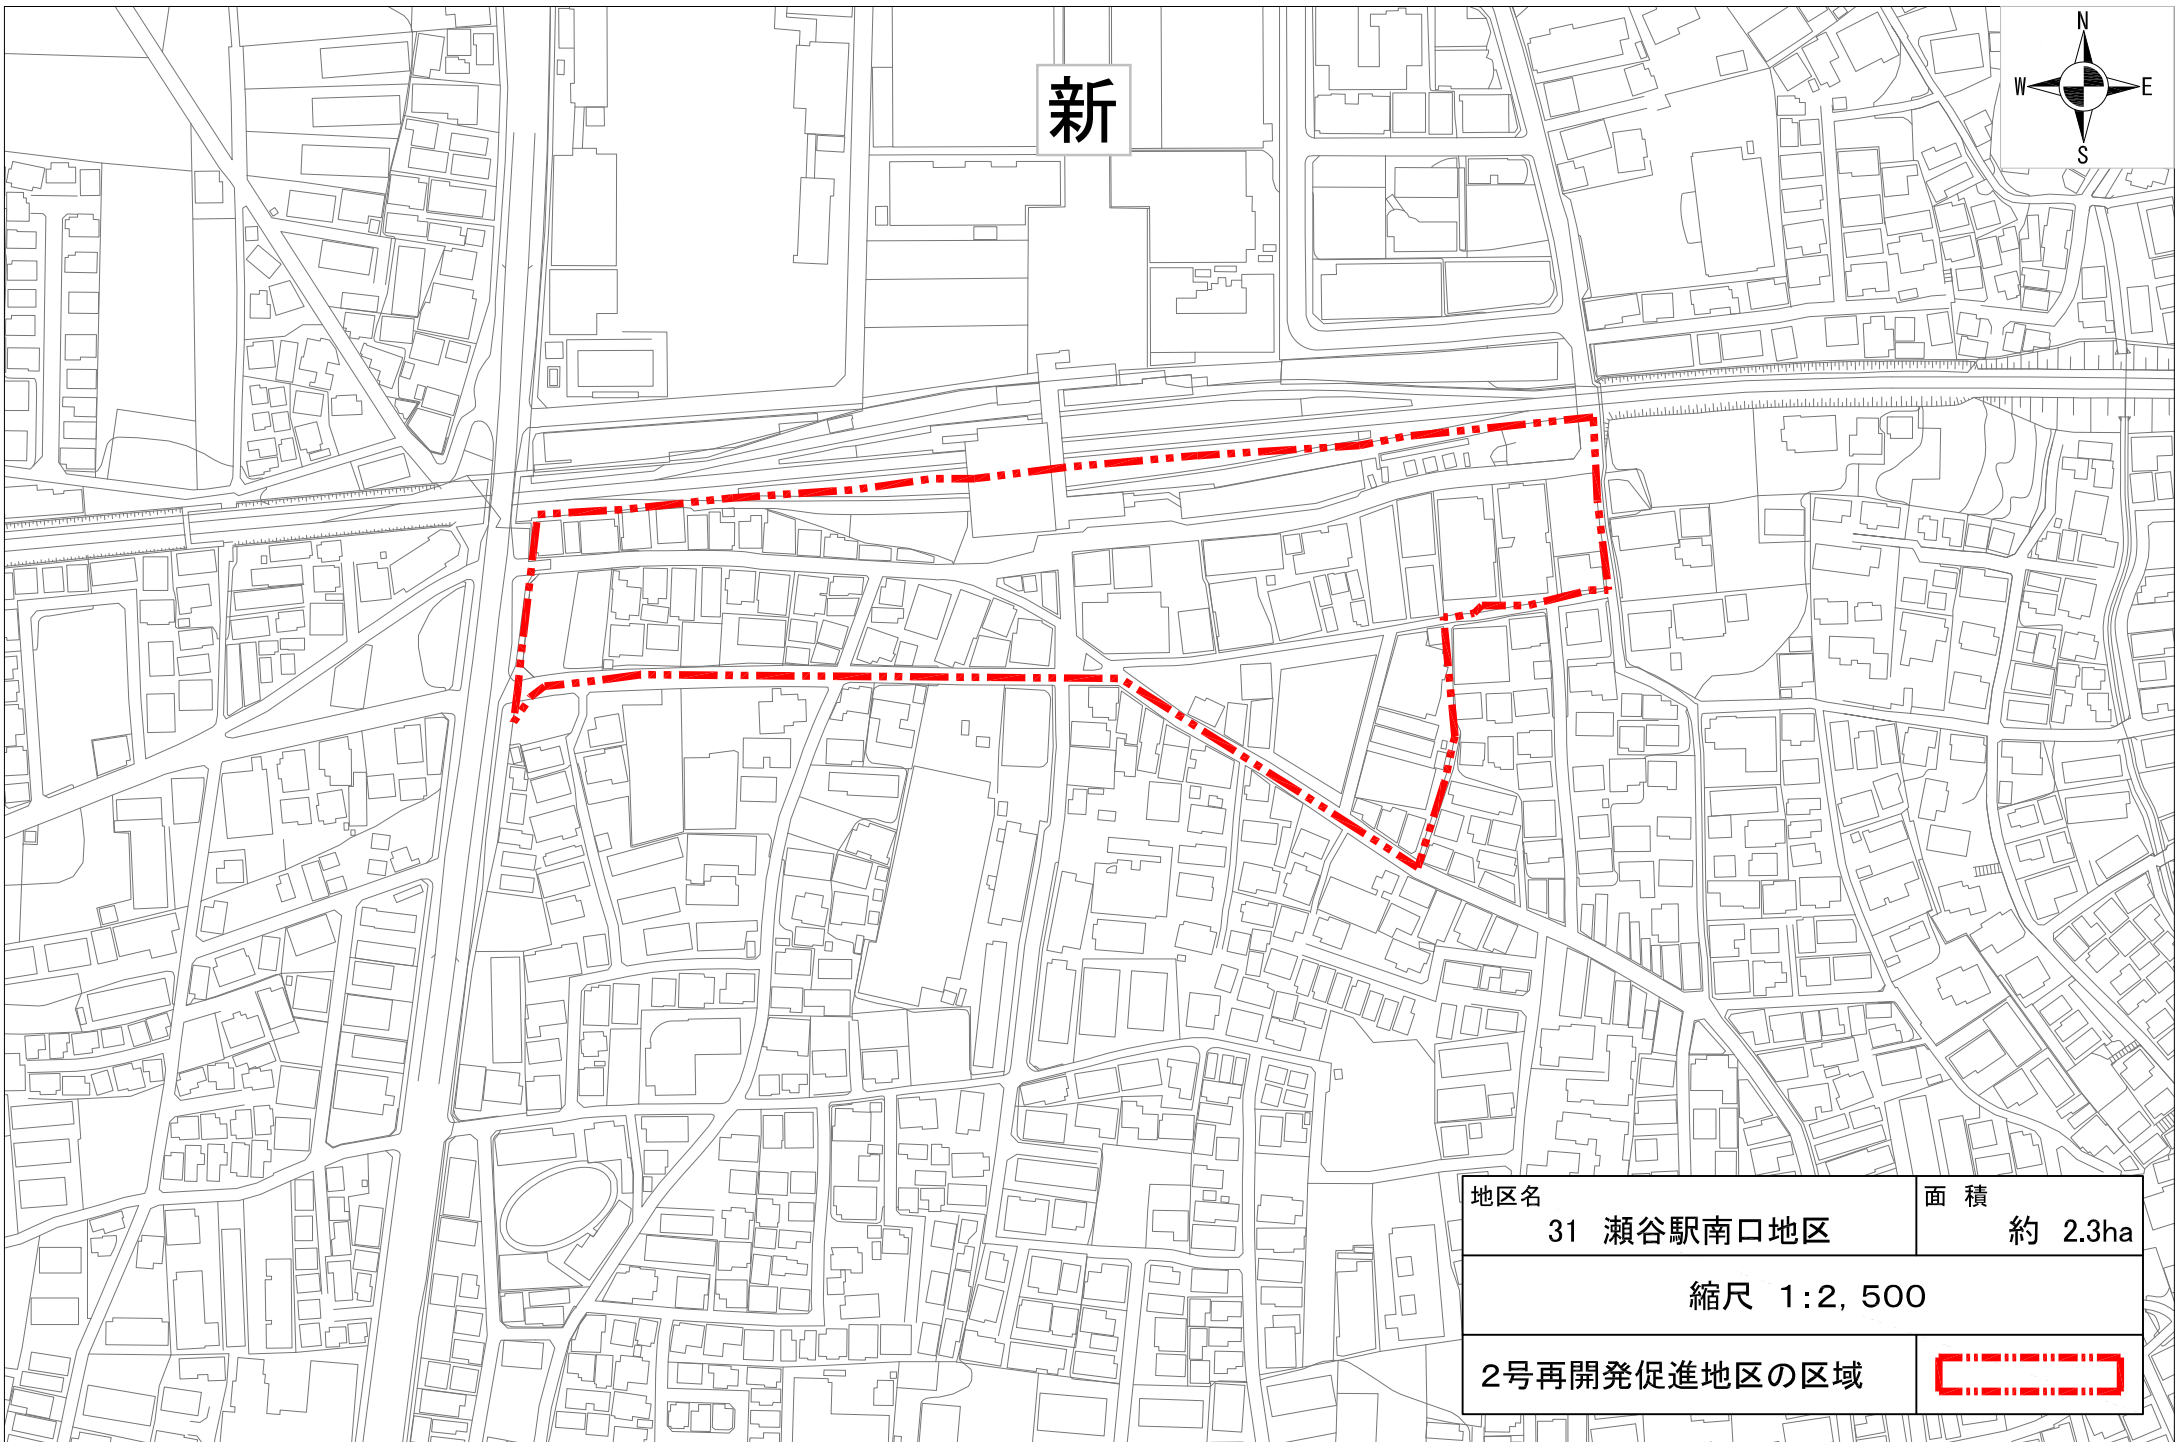 新
N
W E
S
地区名
31 瀬谷駅南口地区
面 積
約 2.3ha
縮尺 1:2,500
2号再開発促進地区の区域